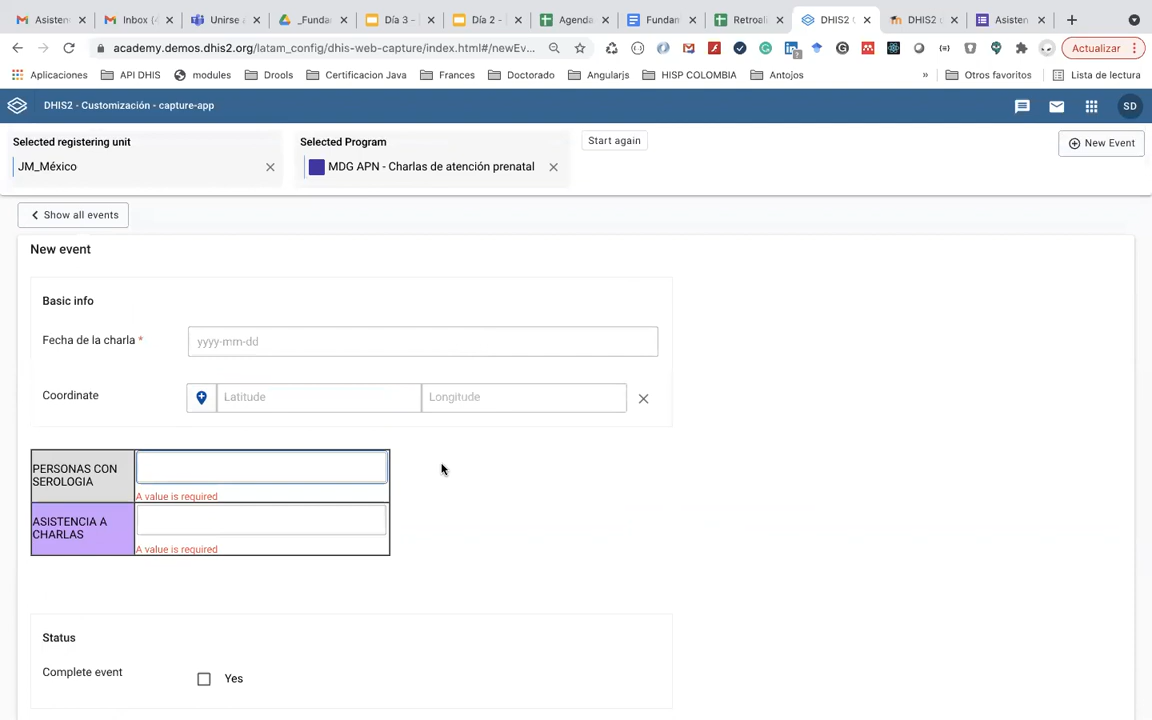 Asisten
Inbox (4
Unirse
_Funda
Día 3 -
Día 2 -
Agenda
Fundam
Retroali
DHIS2
DHIS2
Asisten
academy.demos.dhis2.org/latam_config/dhis-web-capture/index.html#/newEv...
Actualizar
Aplicaciones
API DHIS
modules
Drools
Certificacion Java
Frances
Doctorado
Angularjs
HISP COLOMBIA
Antojos
»
Otros favoritos
Lista de lectura
DHIS2 - Customización - capture-app
SD
Selected registering unit
Selected Program
Start again
JM_México
MDG APN - Charlas de atención prenatal
New Event
Show all events
New event
Basic info
Fecha de la charla *
yyyy-mm-dd
Coordinate
Latitude
Longitude
PERSONAS CON
SEROLOGIA
A value is required
ASISTENCIA A
CHARLAS
A value is required
Status
Complete event
Yes